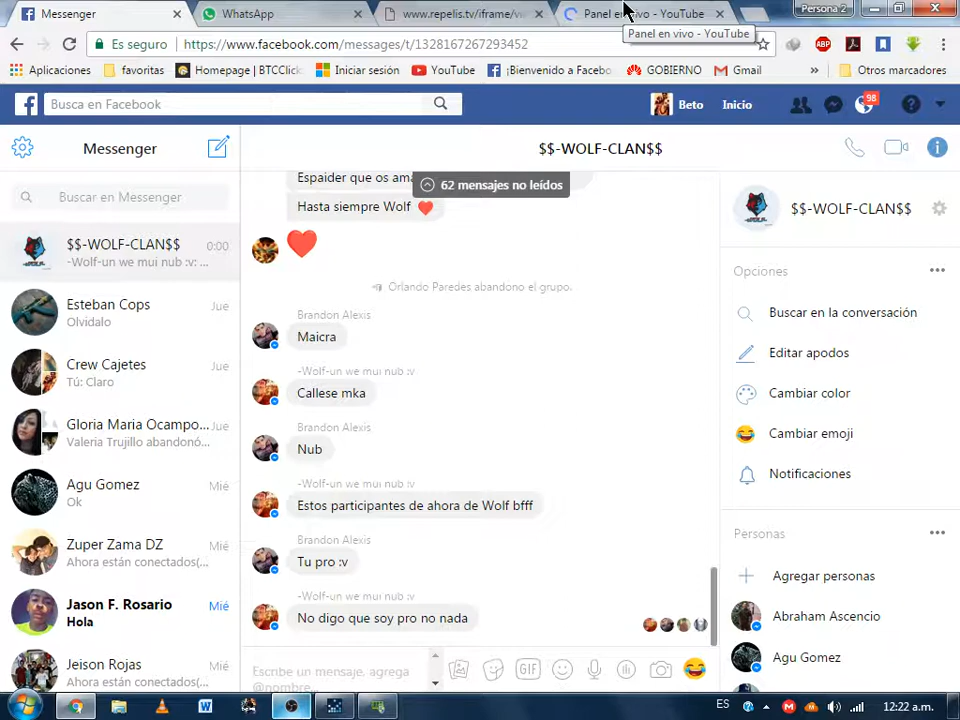 Messenger
WhatsApp
www.repelis.tv/iframe/v
Panel en vivo - YouTube
Persona 2
Panel en vivo - YouTube
Es seguro
https://www.facebook.com/messages/t/1328167267293452
ABP
Aplicaciones
favoritas
Homepage | BTCClick
Iniciar sesión
YouTube
¡Bienvenido a Facebo
GOBIERNO
Gmail
»
Otros marcadores
Busca en Facebook
Beto
Inicio
98
Messenger
$$-WOLF-CLAN$$
Buscar en Messenger
$$-WOLF-CLAN$$
0:00
-Wolf-un we mui nub :v: ...
Esteban Cops
Jue
Olvidalo
Crew Cajetes
Jue
Tú: Claro
Gloria Maria Ocampo...
Jue
Valeria Trujillo abandonó...
Agu Gomez
Mié
Ok
Zuper Zama DZ
Mié
Ahora están conectados(...
Jason F. Rosario
Mié
Hola
Jeison Rojas
Mié
Ahora están conectados(...
Espaider que os ama
62 mensajes no leídos
Hasta siempre Wolf
Orlando Paredes abandono el grupo.
Brandon Alexis
Maicra
-Wolf-un we mui nub :v
Callese mka
Brandon Alexis
Nub
-Wolf-un we mui nub :v
Estos participantes de ahora de Wolf bfff
Brandon Alexis
Tu pro :v
-Wolf-un we mui nub :v
No digo que soy pro no nada
Escribe un mensaje, agrega
@nombre...
GIF
$$-WOLF-CLAN$$
Opciones
Buscar en la conversación
Editar apodos
Cambiar color
Cambiar emoji
Notificaciones
Personas
Agregar personas
Abraham Ascencio
Agu Gomez
ES
12:22 a.m.